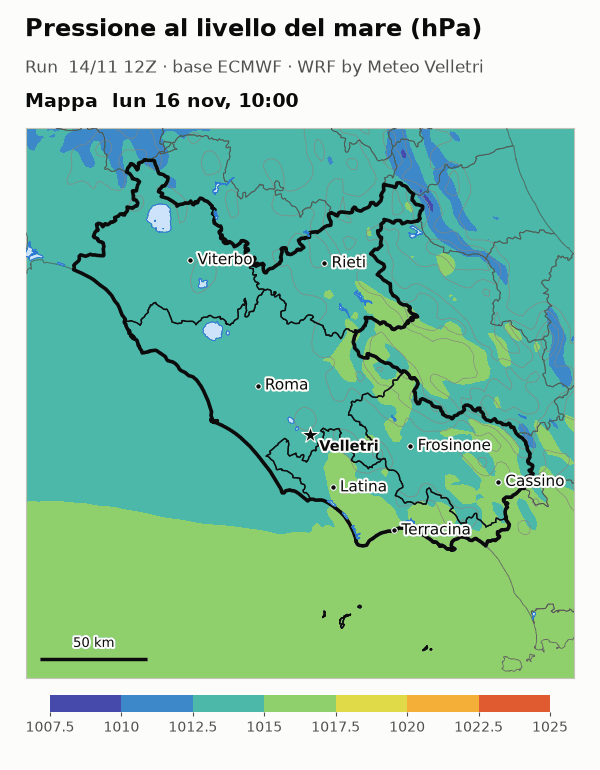 Pressione al livello del mare (hPa)
Run  14/11 12Z · base ECMWF · WRF by Meteo Velletri
Mappa  lun 16 nov, 10:00
Viterbo
Rieti
Roma
Velletri
Frosinone
Latina
Cassino
Terracina
50 km
1007.5 1010 1012.5 1015 1017.5 1020 1022.5 1025